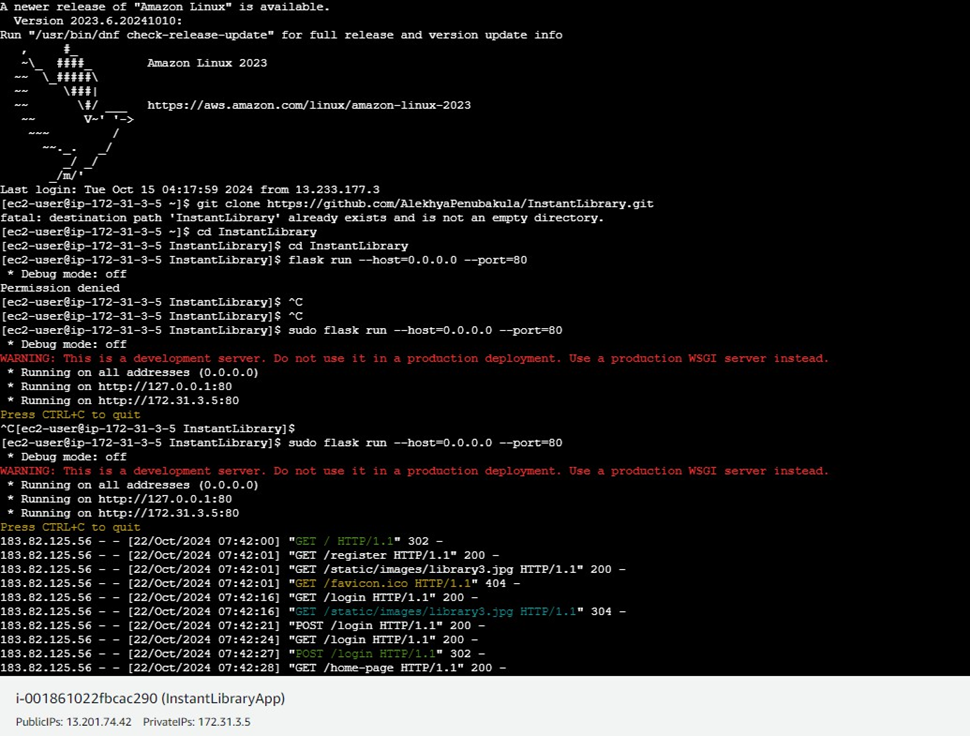 A newer release of "Amazon Linux" is available.
  Version 2023.6.20241010:
Run "/usr/bin/dnf check-release-update" for full release and version update info
   ,     #_
   ~\_  ####_        Amazon Linux 2023
  ~~  \_#####\
  ~~     \###|
  ~~       \#/ ___   https://aws.amazon.com/linux/amazon-linux-2023
   ~~       V~' '->
    ~~~         /
      ~~._.   _/
         _/ _/
       _/m/'
Last login: Tue Oct 15 04:17:59 2024 from 13.233.177.3
[ec2-user@ip-172-31-3-5 ~]$ git clone https://github.com/AlekhyaPenubakula/InstantLibrary.git
fatal: destination path 'InstantLibrary' already exists and is not an empty directory.
[ec2-user@ip-172-31-3-5 ~]$ cd InstantLibrary
[ec2-user@ip-172-31-3-5 InstantLibrary]$ cd InstantLibrary
[ec2-user@ip-172-31-3-5 InstantLibrary]$ flask run --host=0.0.0.0 --port=80
 * Debug mode: off
Permission denied
[ec2-user@ip-172-31-3-5 InstantLibrary]$ ^C
[ec2-user@ip-172-31-3-5 InstantLibrary]$ ^C
[ec2-user@ip-172-31-3-5 InstantLibrary]$ sudo flask run --host=0.0.0.0 --port=80
 * Debug mode: off
WARNING: This is a development server. Do not use it in a production deployment. Use a production WSGI server instead.
 * Running on all addresses (0.0.0.0)
 * Running on http://127.0.0.1:80
 * Running on http://172.31.3.5:80
Press CTRL+C to quit
^C[ec2-user@ip-172-31-3-5 InstantLibrary]$
[ec2-user@ip-172-31-3-5 InstantLibrary]$ sudo flask run --host=0.0.0.0 --port=80
 * Debug mode: off
WARNING: This is a development server. Do not use it in a production deployment. Use a production WSGI server instead.
 * Running on all addresses (0.0.0.0)
 * Running on http://127.0.0.1:80
 * Running on http://172.31.3.5:80
Press CTRL+C to quit
183.82.125.56 - - [22/Oct/2024 07:42:00] "GET / HTTP/1.1" 302 -
183.82.125.56 - - [22/Oct/2024 07:42:01] "GET /register HTTP/1.1" 200 -
183.82.125.56 - - [22/Oct/2024 07:42:01] "GET /static/images/library3.jpg HTTP/1.1" 200 -
183.82.125.56 - - [22/Oct/2024 07:42:01] "GET /favicon.ico HTTP/1.1" 404 -
183.82.125.56 - - [22/Oct/2024 07:42:16] "GET /login HTTP/1.1" 200 -
183.82.125.56 - - [22/Oct/2024 07:42:16] "GET /static/images/library3.jpg HTTP/1.1" 304 -
183.82.125.56 - - [22/Oct/2024 07:42:21] "POST /login HTTP/1.1" 200 -
183.82.125.56 - - [22/Oct/2024 07:42:24] "GET /login HTTP/1.1" 200 -
183.82.125.56 - - [22/Oct/2024 07:42:27] "POST /login HTTP/1.1" 302 -
183.82.125.56 - - [22/Oct/2024 07:42:28] "GET /home-page HTTP/1.1" 200 -
i-001861022fbcac290 (InstantLibraryApp)
PublicIPs: 13.201.74.42    PrivateIPs: 172.31.3.5